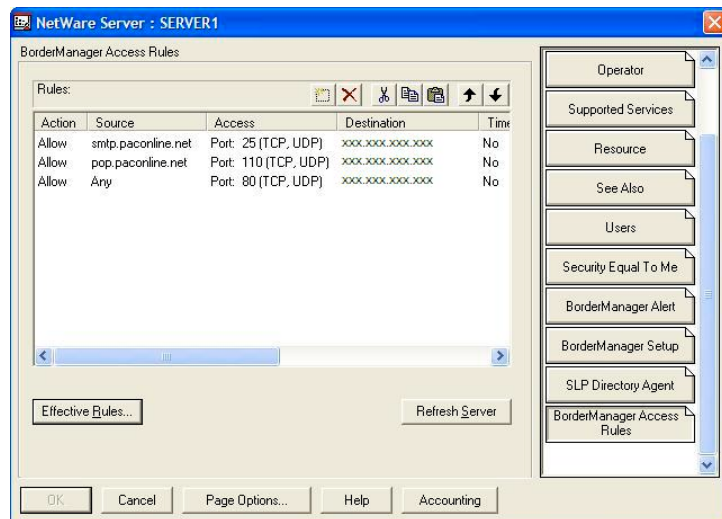 NetWare Server : SERVER1
BorderManager Access Rules
Rules:
Action Source Access Destination Time
Allow smtp.paconline.net Port: 25 (TCP, UDP) xxx.xxx.xxx.xxx No
Allow pop.paconline.net Port: 110 (TCP, UDP) xxx.xxx.xxx.xxx No
Allow Any Port: 80 (TCP, UDP) xxx.xxx.xxx.xxx No
Effective Rules...
Refresh Server
OK
Cancel
Page Options...
Help
Accounting
Operator
Supported Services
Resource
See Also
Users
Security Equal To Me
BorderManager Alert
BorderManager Setup
SLP Directory Agent
BorderManager Access
Rules